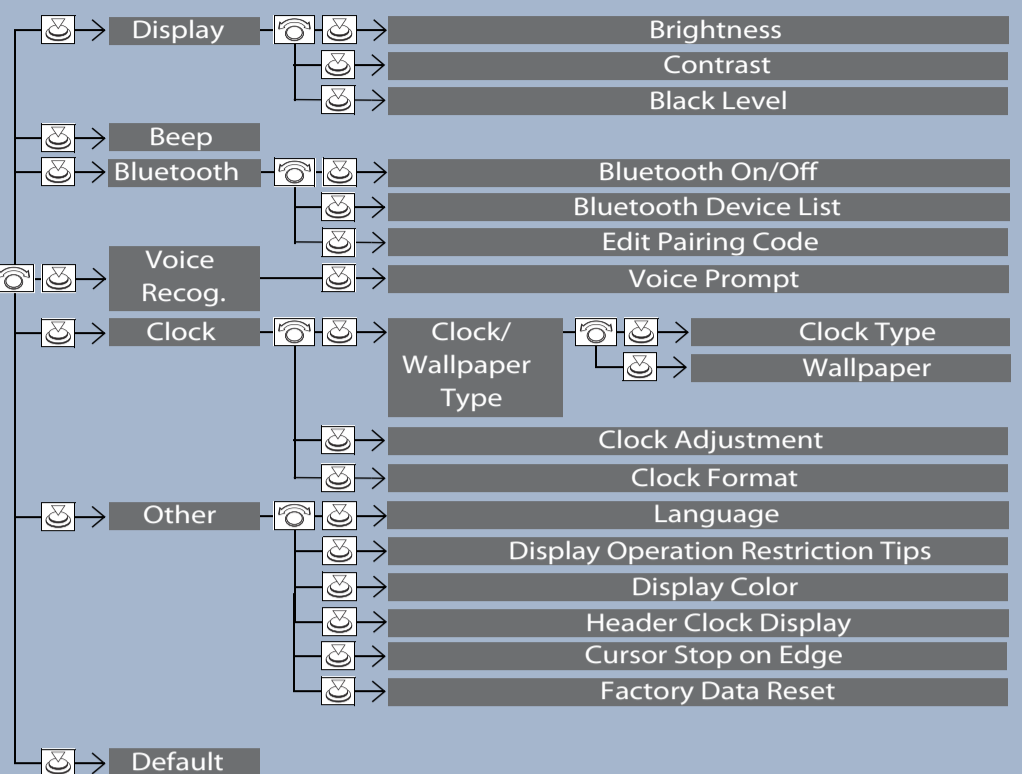 Display
Brightness
Contrast
Black Level
Beep
Bluetooth
Bluetooth On/Off
Bluetooth Device List
Edit Pairing Code
Voice
Recog.
Voice Prompt
Clock
Clock/
Wallpaper
Type
Clock Type
Wallpaper
Clock Adjustment
Clock Format
Other
Language
Display Operation Restriction Tips
Display Color
Header Clock Display
Cursor Stop on Edge
Factory Data Reset
Default